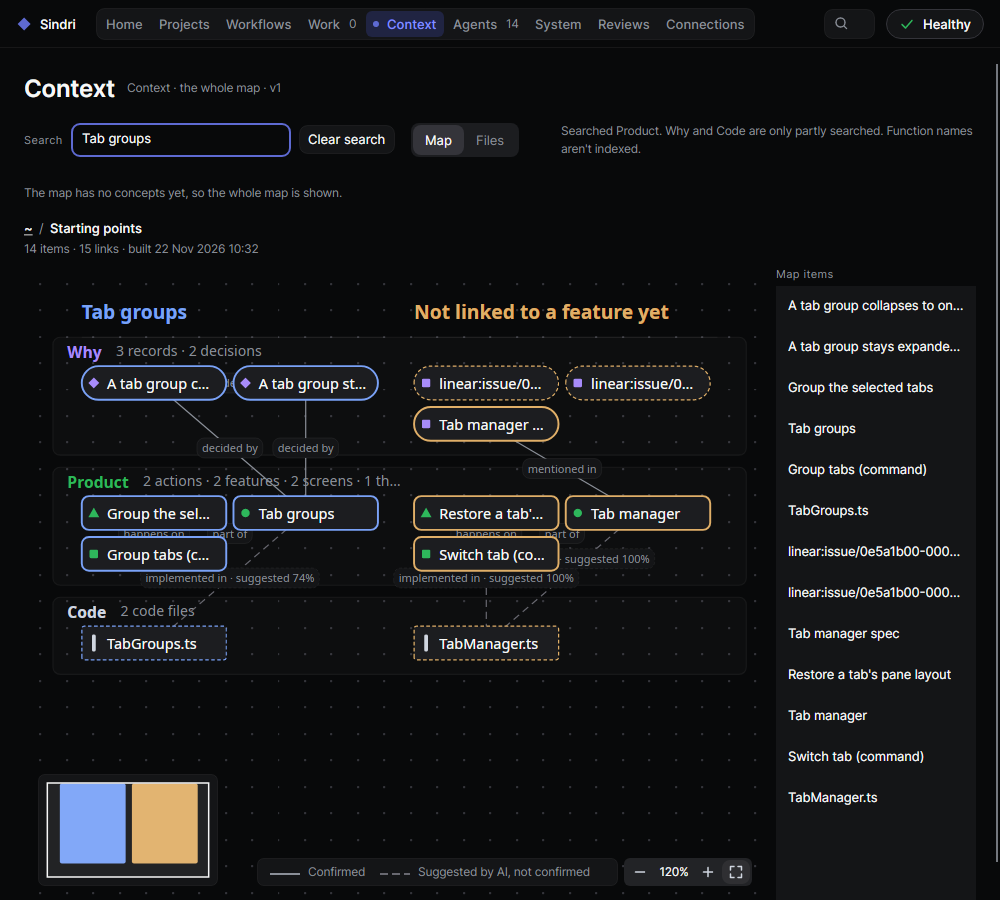 Sindri Home Projects Workflows Work 0 Context Agents 14 System Reviews Connections Healthy
Context Context · the whole map · v1
Search Tab groups Clear search Map Files
Searched Product. Why and Code are only partly searched. Function names
aren't indexed.
The map has no concepts yet, so the whole map is shown.
~ / Starting points
14 items · 15 links · built 22 Nov 2026 10:32
Tab groups Not linked to a feature yet
Why 3 records · 2 decisions
A tab group c... A tab group st... linear:issue/0... linear:issue/0...
Tab manager ...
decided by decided by
mentioned in
Product 2 actions · 2 features · 2 screens · 1 th...
Group the sel... Tab groups Restore a tab'... Tab manager
happens on part of happens on part of
Group tabs (c... Switch tab (co... suggested 100%
implemented in · suggested 74% implemented in · suggested 100%
Code 2 code files
TabGroups.ts TabManager.ts
Confirmed Suggested by AI, not confirmed
120%
Map items
A tab group collapses to on...
A tab group stays expande...
Group the selected tabs
Tab groups
Group tabs (command)
TabGroups.ts
linear:issue/0e5a1b00-000...
linear:issue/0e5a1b00-000...
Tab manager spec
Restore a tab's pane layout
Tab manager
Switch tab (command)
TabManager.ts